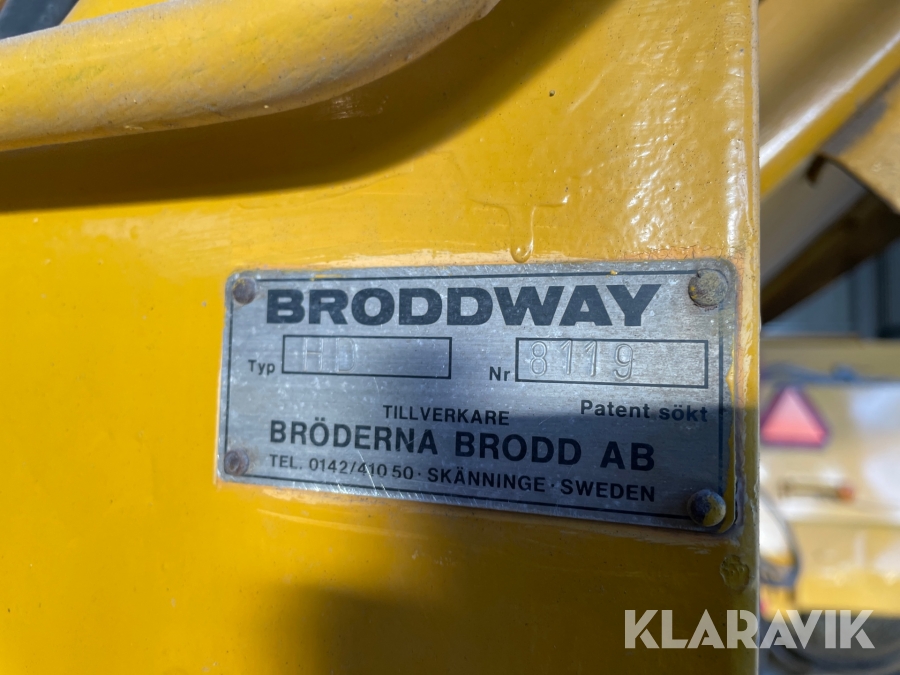 BRODDWAY
Typ HD Nr 8119
TILLVERKARE Patent sökt
BRÖDERNA BRODD AB
TEL. 0142/410 50 · SKÄNNINGE · SWEDEN
KLARAVIK